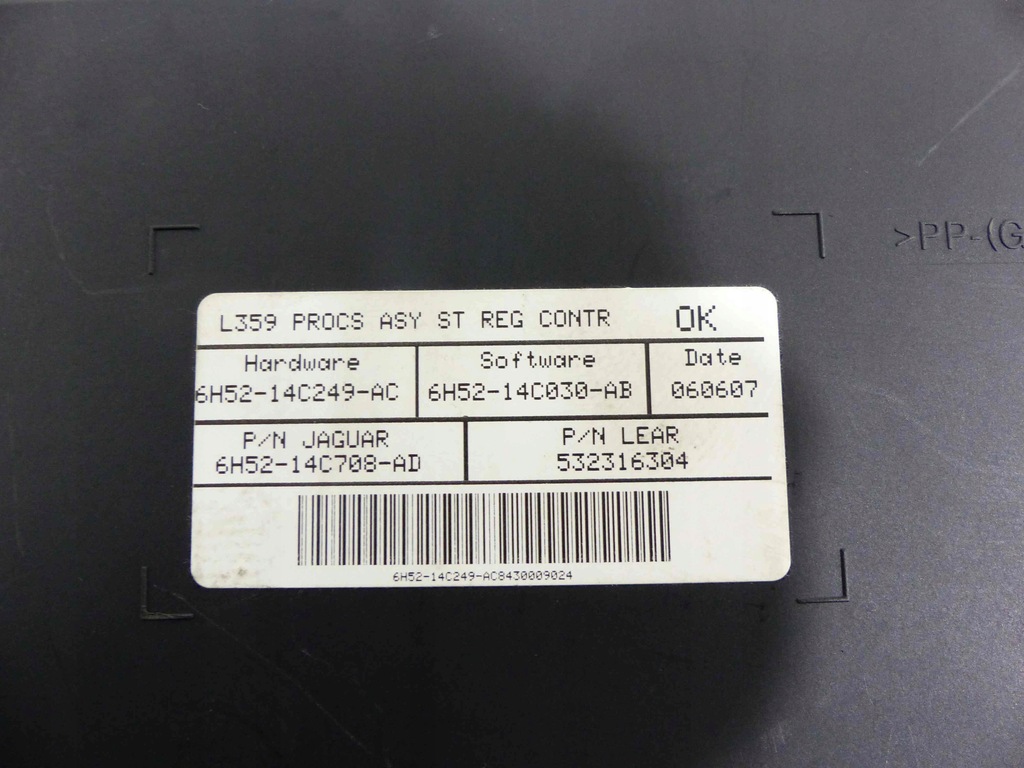 >PP-(G
L359 PROCS ASY ST REG CONTR OK
Hardware Software Date
6H52-14C249-AC 6H52-14C030-AB 060607
P/N JAGUAR P/N LEAR
6H52-14C708-AD 532316304
6H52-14C249-AC8430009024